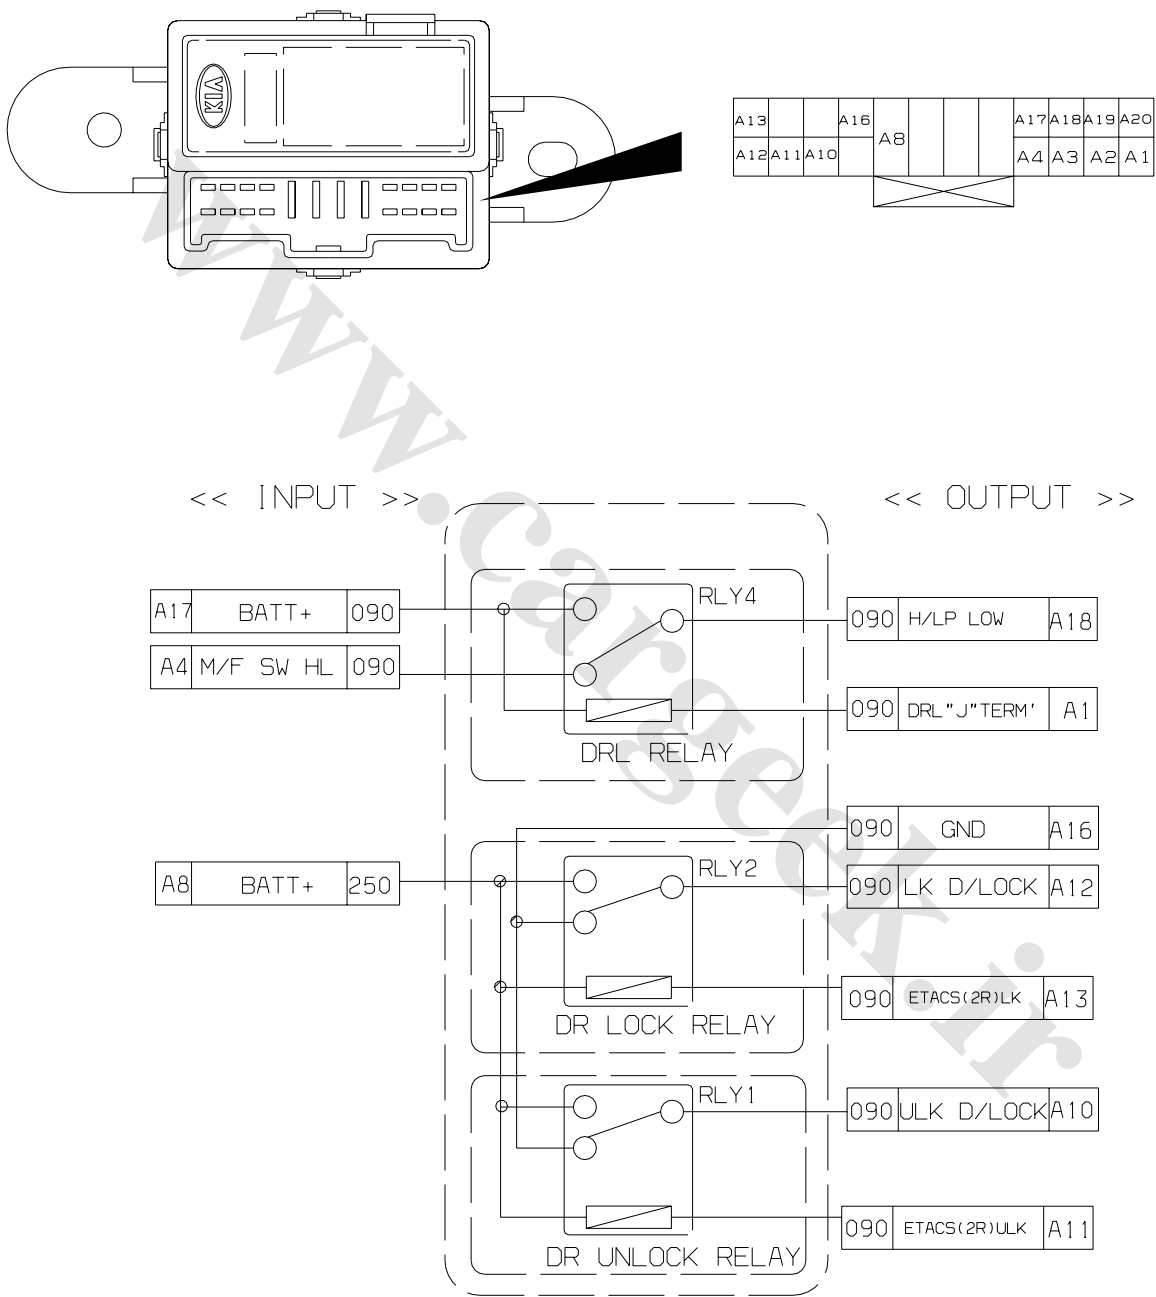 KIA
A13 A16 A8 A17 A18 A19 A20
A12 A11 A10 A4 A3 A2 A1
<< INPUT >> << OUTPUT >>
A17 BATT+ 090
A4 M/F SW HL 090
RLY4
DRL RELAY
090 H/LP LOW A18
090 DRL"J"TERM' A1
090 GND A16
A8 BATT+ 250
RLY2
DR LOCK RELAY
090 LK D/LOCK A12
090 ETACS(2R)LK A13
RLY1
DR UNLOCK RELAY
090 ULK D/LOCK A10
090 ETACS(2R)ULK A11
www.cargeek.ir